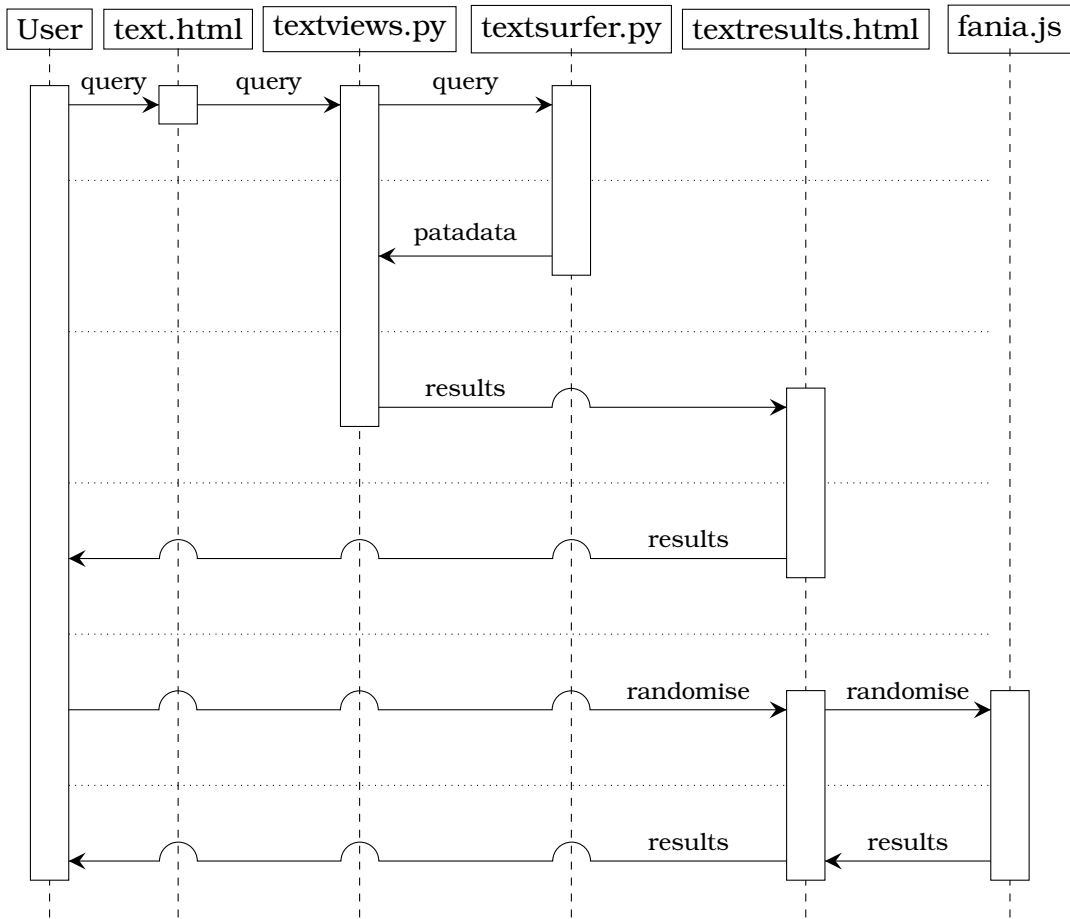 User text.html textviews.py textsurfer.py textresults.html fania.js
query query query
patadata
results
results
randomise randomise
results results